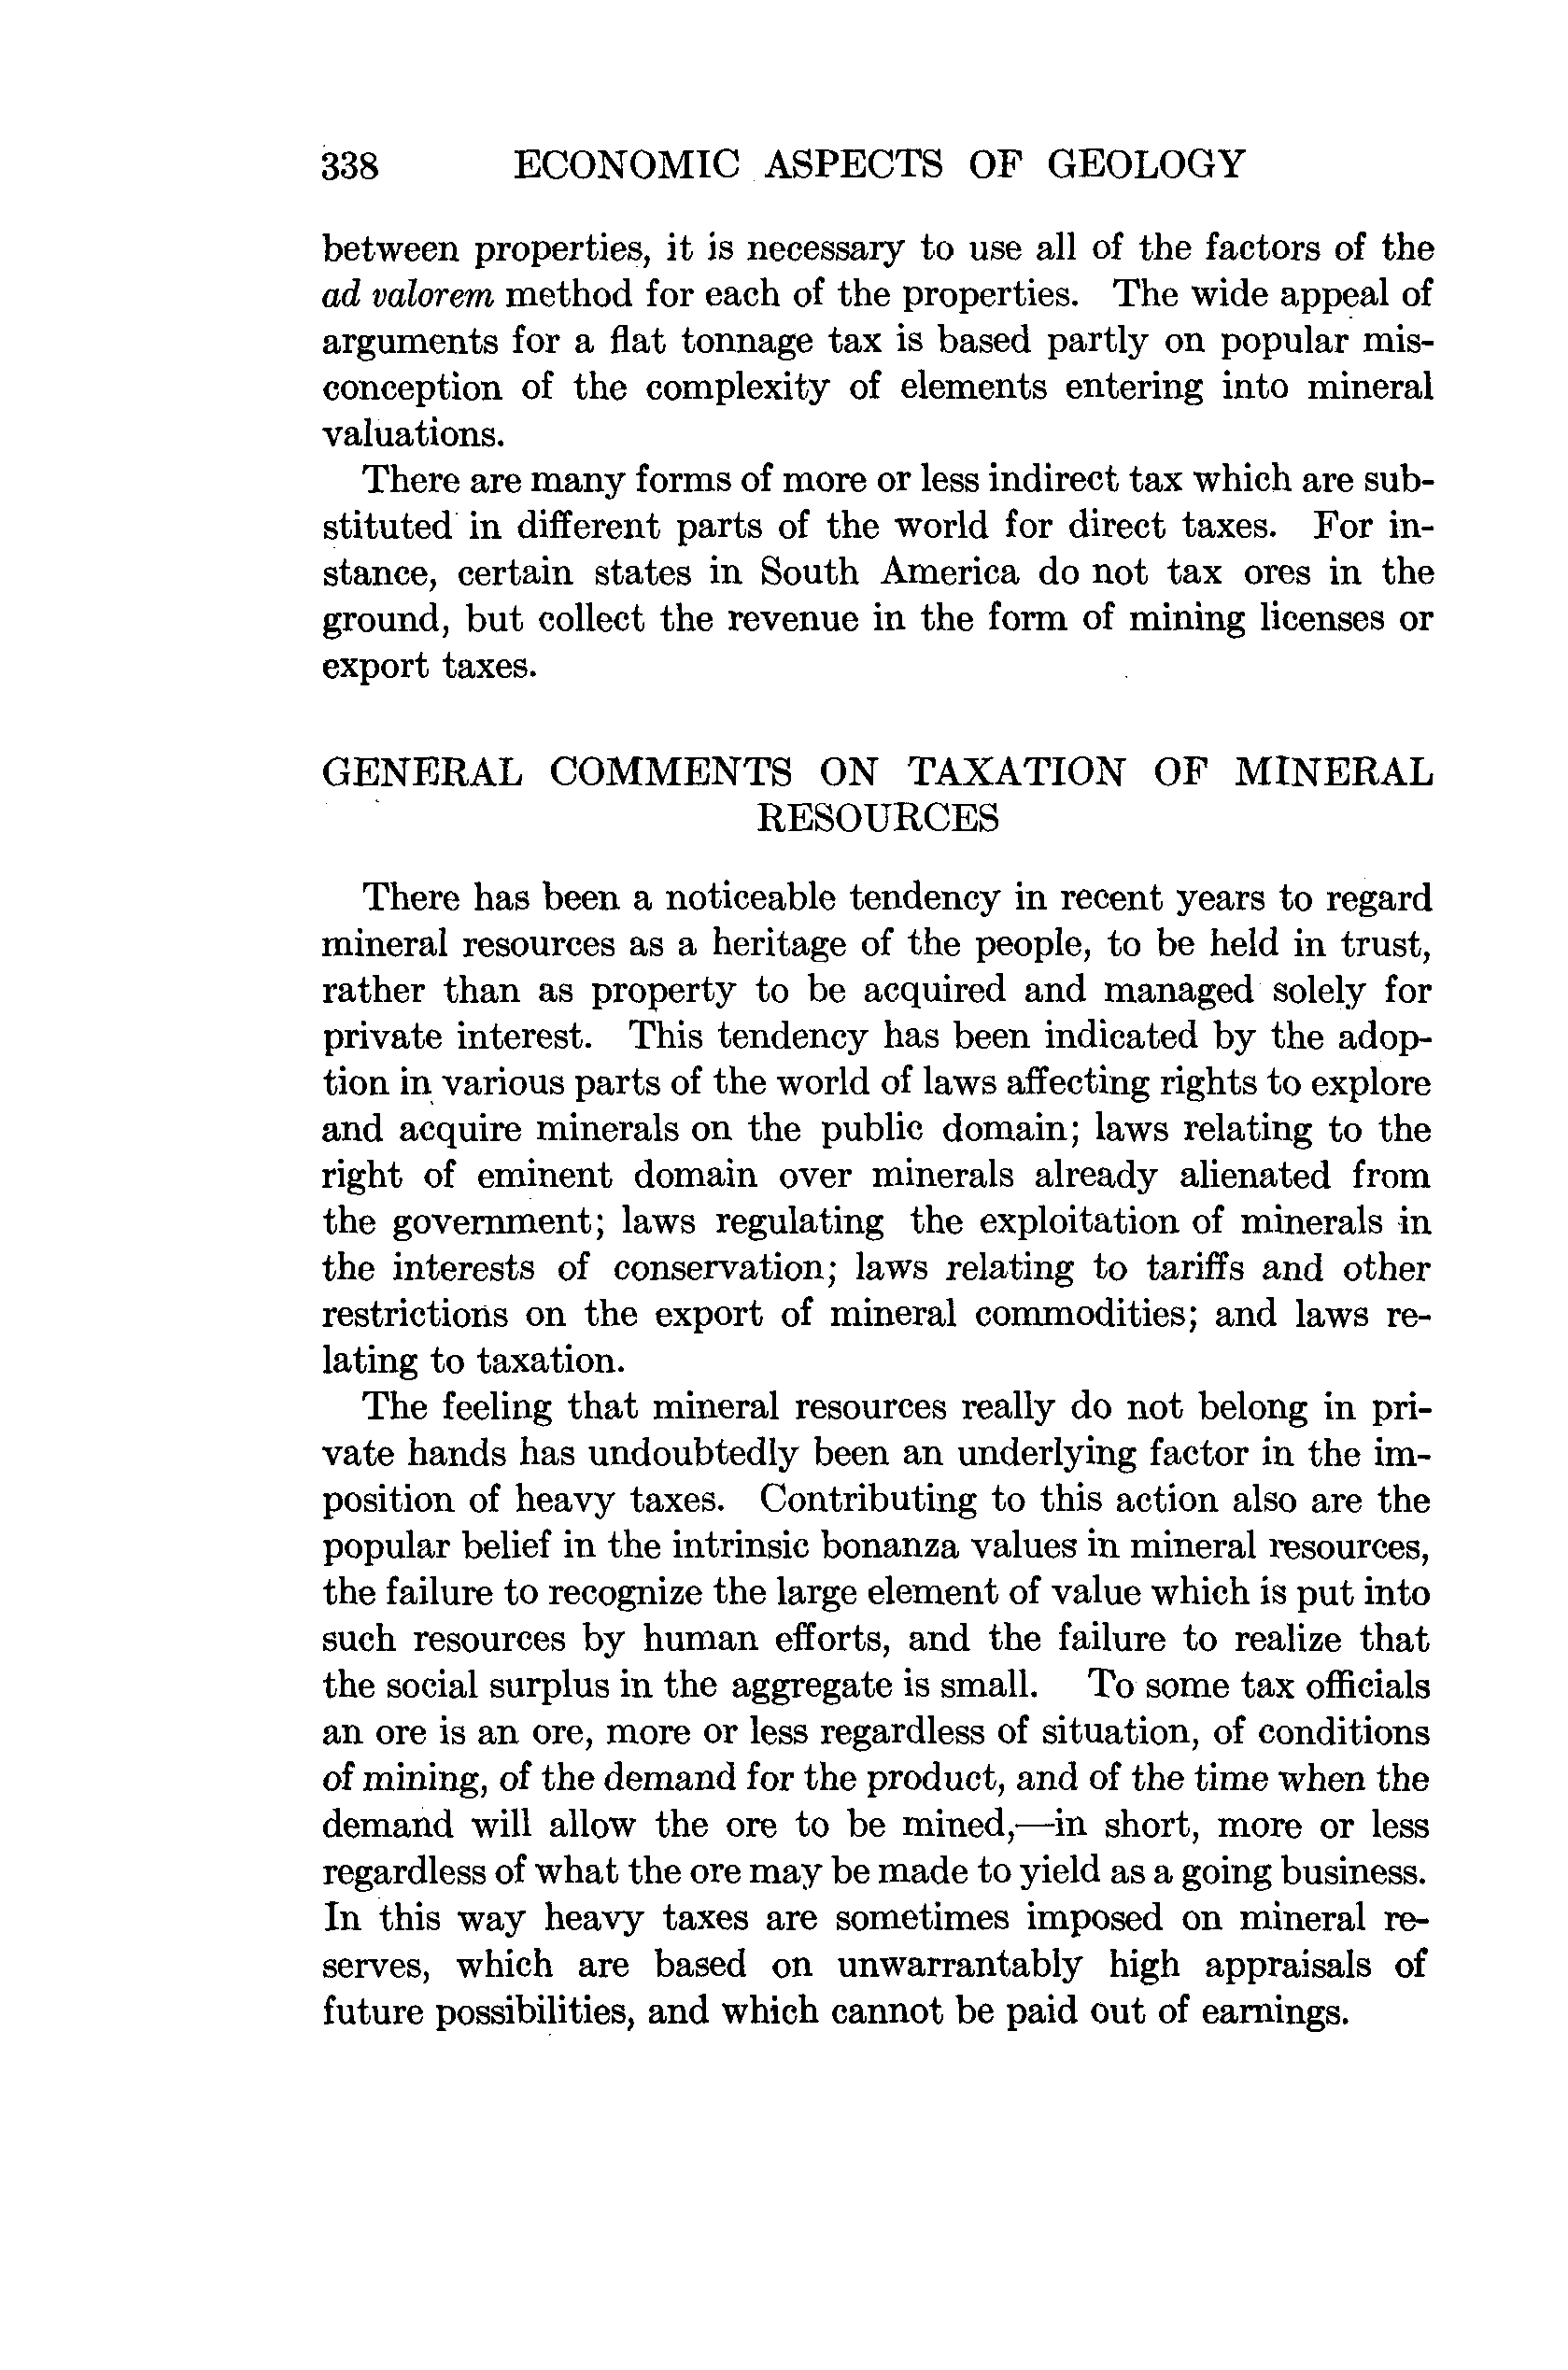 338 ECONOMIC ASPECTS OF GEOLOGY
between properties, it is necessary to use all of the factors of the
ad valorem method for each of the properties. The wide appeal of
arguments for a flat tonnage tax is based partly on popular mis-
conception of the complexity of elements entering into mineral
valuations.
There are many forms of more or less indirect tax which are sub-
stituted in different parts of the world for direct taxes. For in-
stance, certain states in South America do not tax ores in the
ground, but collect the revenue in the form of mining licenses or
export taxes.
GENERAL COMMENTS ON TAXATION OF MINERAL
RESOURCES
There has been a noticeable tendency in recent years to regard
mineral resources as a heritage of the people, to be held in trust,
rather than as property to be acquired and managed solely for
private interest. This tendency has been indicated by the adop-
tion in various parts of the world of laws affecting rights to explore
and acquire minerals on the public domain; laws relating to the
right of eminent domain over minerals already alienated from
the government; laws regulating the exploitation of minerals in
the interests of conservation; laws relating to tariffs and other
restrictions on the export of mineral commodities; and laws re-
lating to taxation.
The feeling that mineral resources really do not belong in pri-
vate hands has undoubtedly been an underlying factor in the im-
position of heavy taxes. Contributing to this action also are the
popular belief in the intrinsic bonanza values in mineral resources,
the failure to recognize the large element of value which is put into
such resources by human efforts, and the failure to realize that
the social surplus in the aggregate is small. To some tax officials
an ore is an ore, more or less regardless of situation, of conditions
of mining, of the demand for the product, and of the time when the
demand will allow the ore to be mined,—in short, more or less
regardless of what the ore may be made to yield as a going business.
In this way heavy taxes are sometimes imposed on mineral re-
serves, which are based on unwarrantably high appraisals of
future possibilities, and which cannot be paid out of earnings.